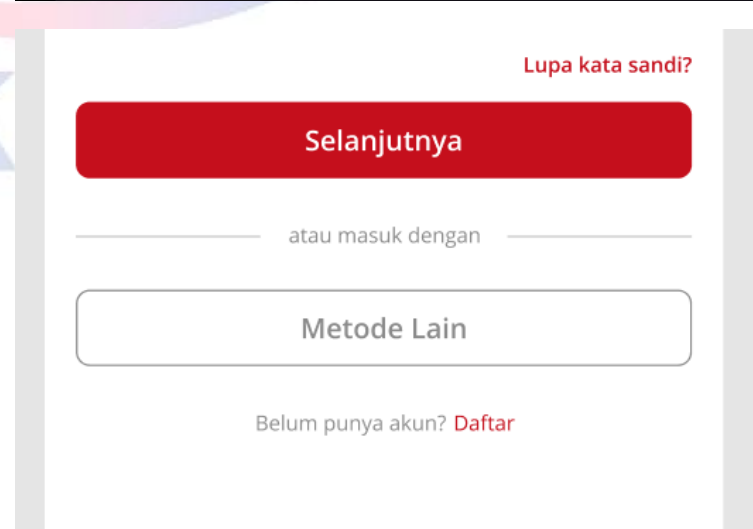 Lupa kata sandi?
Selanjutnya
atau masuk dengan
Metode Lain
Belum punya akun? Daftar